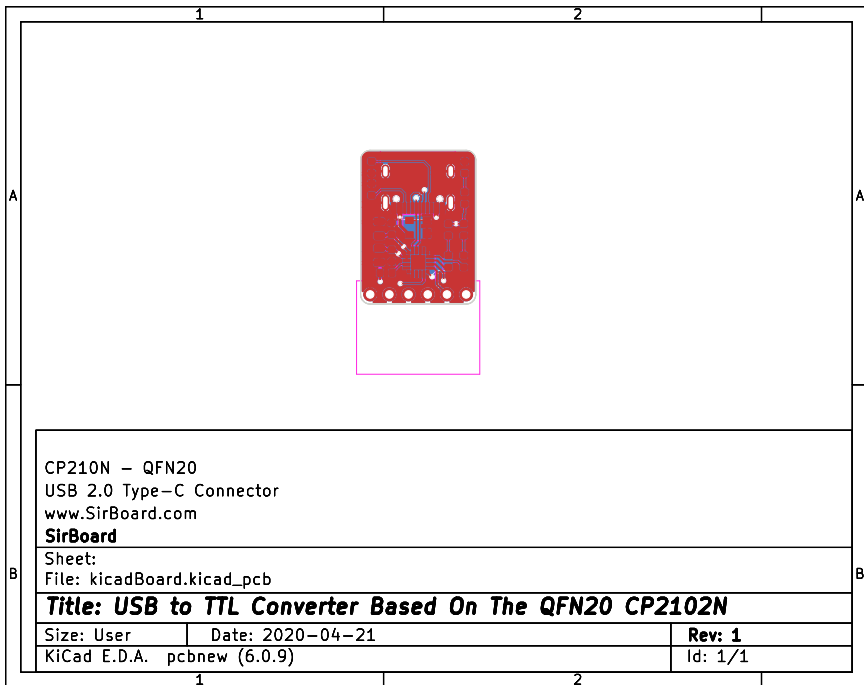 1 2
A A
CP210N - QFN20
USB 2.0 Type-C Connector
www.SirBoard.com
SirBoard
Sheet:
File: kicadBoard.kicad_pcb
B B
Title: USB to TTL Converter Based On The QFN20 CP2102N
Size: User Date: 2020-04-21 Rev: 1
KiCad E.D.A. pcbnew (6.0.9) Id: 1/1
1 2